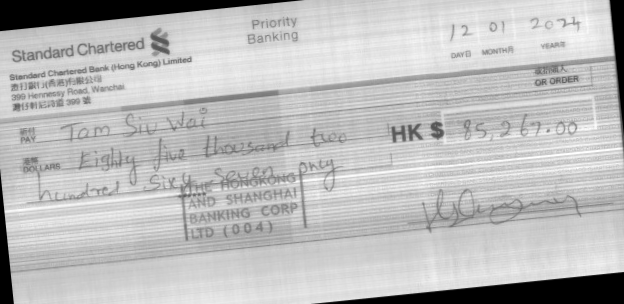 Standard Chartered
Priority
Banking
12 01 2024
DAY日 MONTH月 YEAR年
Standard Chartered Bank (Hong Kong) Limited
渣打銀行(香港)有限公司
399 Hennessy Road, Wanchai
灣仔軒尼詩道 399 號
或持票人
OR ORDER
祈付
PAY
Tam Siu Wai
港幣
DOLLARS
Eighty five thousand two
HK $ 85,267.00
hundred sixy seven only
THE HONGKONG
AND SHANGHAI
BANKING CORP
LTD (004)